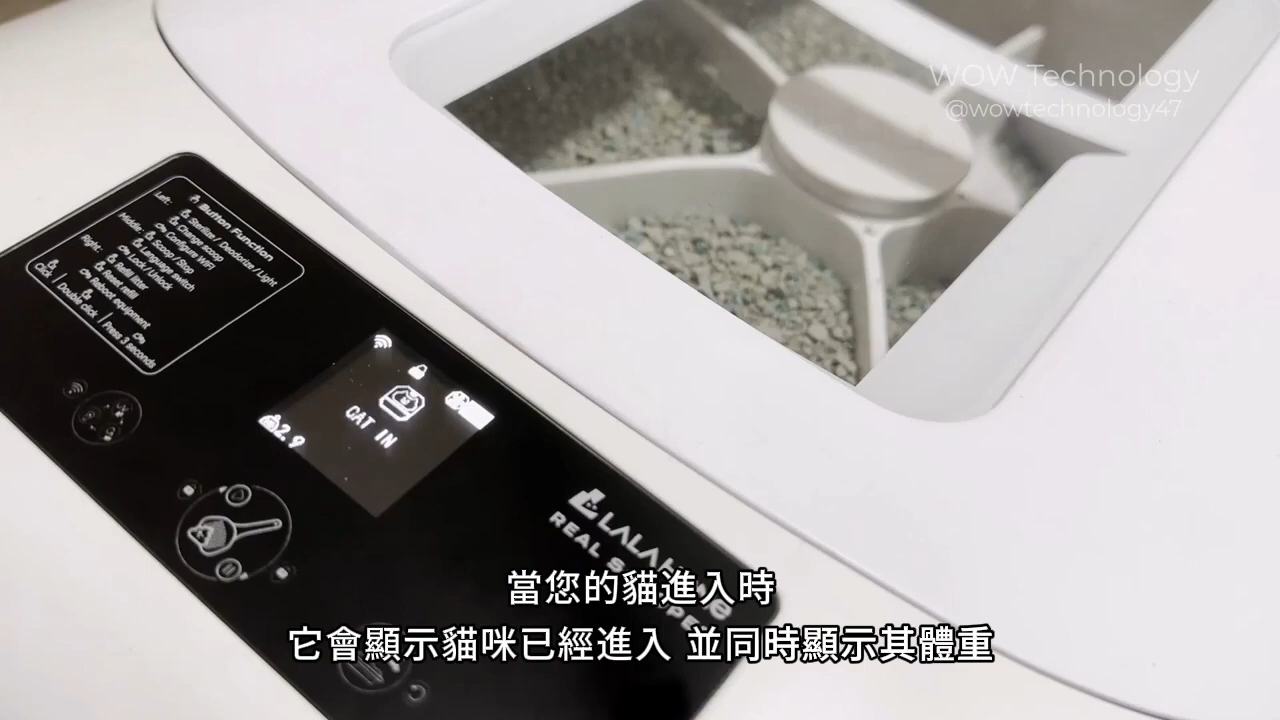 WOW Technology
@wowtechnology47
Button Function
Left:
Sterilize / Deodorizer / Light
Change scoop
Configure WiFi
Middle:
Scoop / Stop
Language switch
Lock / Unlock
Right:
Refill litter
Reset refill
Reboot equipment
Click | Double click | Press 3 seconds
CAT IN
2.9
當您的貓進入時
它會顯示貓咪已經進入 並同時顯示其體重